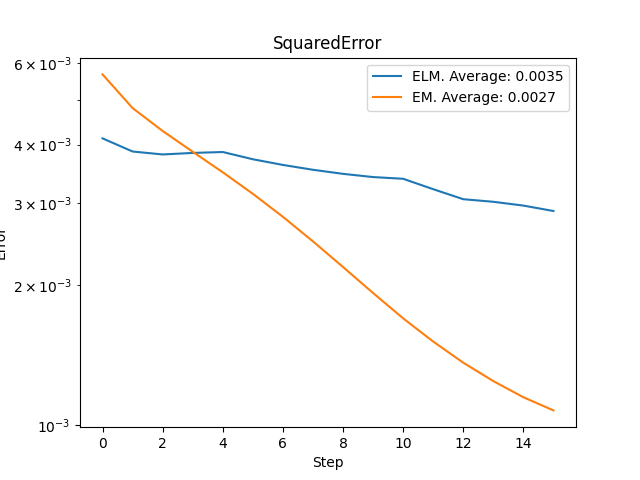 SquaredError
ELM. Average: 0.0035
EM. Average: 0.0027
6 × 10⁻³
4 × 10⁻³
3 × 10⁻³
2 × 10⁻³
10⁻³
Error
0 2 4 6 8 10 12 14
Step